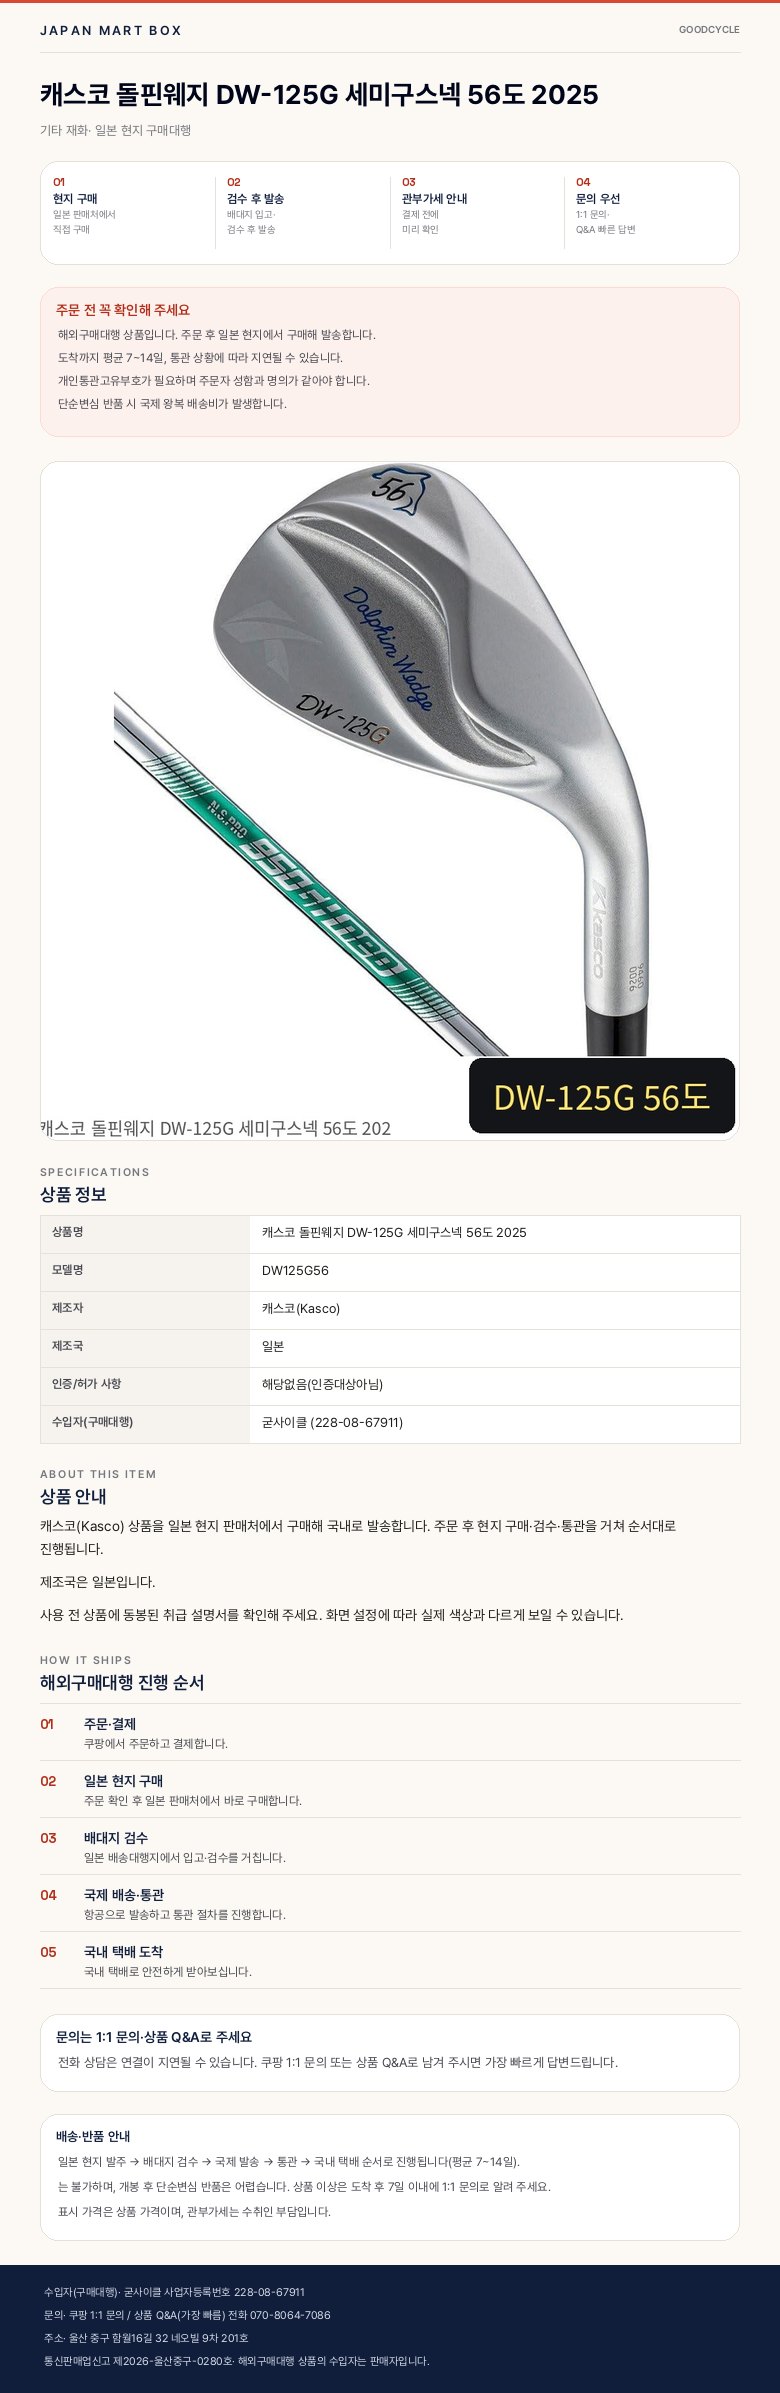 JAPAN MART BOX
GOODCYCLE
캐스코 돌핀웨지 DW-125G 세미구스넥 56도 2025
기타 재화· 일본 현지 구매대행
01
현지 구매
일본 판매처에서
직접 구매
02
검수 후 발송
배대지 입고·
검수 후 발송
03
관부가세 안내
결제 전에
미리 확인
04
문의 우선
1:1 문의·
Q&A 빠른 답변
주문 전 꼭 확인해 주세요
해외구매대행 상품입니다. 주문 후 일본 현지에서 구매해 발송합니다.
도착까지 평균 7~14일, 통관 상황에 따라 지연될 수 있습니다.
개인통관고유부호가 필요하며 주문자 성함과 명의가 같아야 합니다.
단순변심 반품 시 국제 왕복 배송비가 발생합니다.
56
Dolphin Wedge
DW-125G
N.S.PRO
950GH neo
Kasco
DW-125G 56도
캐스코 돌핀웨지 DW-125G 세미구스넥 56도 202
SPECIFICATIONS
상품 정보
상품명 캐스코 돌핀웨지 DW-125G 세미구스넥 56도 2025
모델명 DW125G56
제조자 캐스코(Kasco)
제조국 일본
인증/허가 사항 해당없음(인증대상아님)
수입자(구매대행) 굳사이클 (228-08-67911)
ABOUT THIS ITEM
상품 안내
캐스코(Kasco) 상품을 일본 현지 판매처에서 구매해 국내로 발송합니다. 주문 후 현지 구매·검수·통관을 거쳐 순서대로
진행됩니다.
제조국은 일본입니다.
사용 전 상품에 동봉된 취급 설명서를 확인해 주세요. 화면 설정에 따라 실제 색상과 다르게 보일 수 있습니다.
HOW IT SHIPS
해외구매대행 진행 순서
01 주문·결제
쿠팡에서 주문하고 결제합니다.
02 일본 현지 구매
주문 확인 후 일본 판매처에서 바로 구매합니다.
03 배대지 검수
일본 배송대행지에서 입고·검수를 거칩니다.
04 국제 배송·통관
항공으로 발송하고 통관 절차를 진행합니다.
05 국내 택배 도착
국내 택배로 안전하게 받아보십니다.
문의는 1:1 문의·상품 Q&A로 주세요
전화 상담은 연결이 지연될 수 있습니다. 쿠팡 1:1 문의 또는 상품 Q&A로 남겨 주시면 가장 빠르게 답변드립니다.
배송·반품 안내
일본 현지 발주 → 배대지 검수 → 국제 발송 → 통관 → 국내 택배 순서로 진행됩니다(평균 7~14일).
는 불가하며, 개봉 후 단순변심 반품은 어렵습니다. 상품 이상은 도착 후 7일 이내에 1:1 문의로 알려 주세요.
표시 가격은 상품 가격이며, 관부가세는 수취인 부담입니다.
수입자(구매대행)· 굳사이클 사업자등록번호 228-08-67911
문의· 쿠팡 1:1 문의 / 상품 Q&A(가장 빠름) 전화 070-8064-7086
주소· 울산 중구 함월16길 32 네오빌 9차 201호
통신판매업신고 제2026-울산중구-0280호· 해외구매대행 상품의 수입자는 판매자입니다.